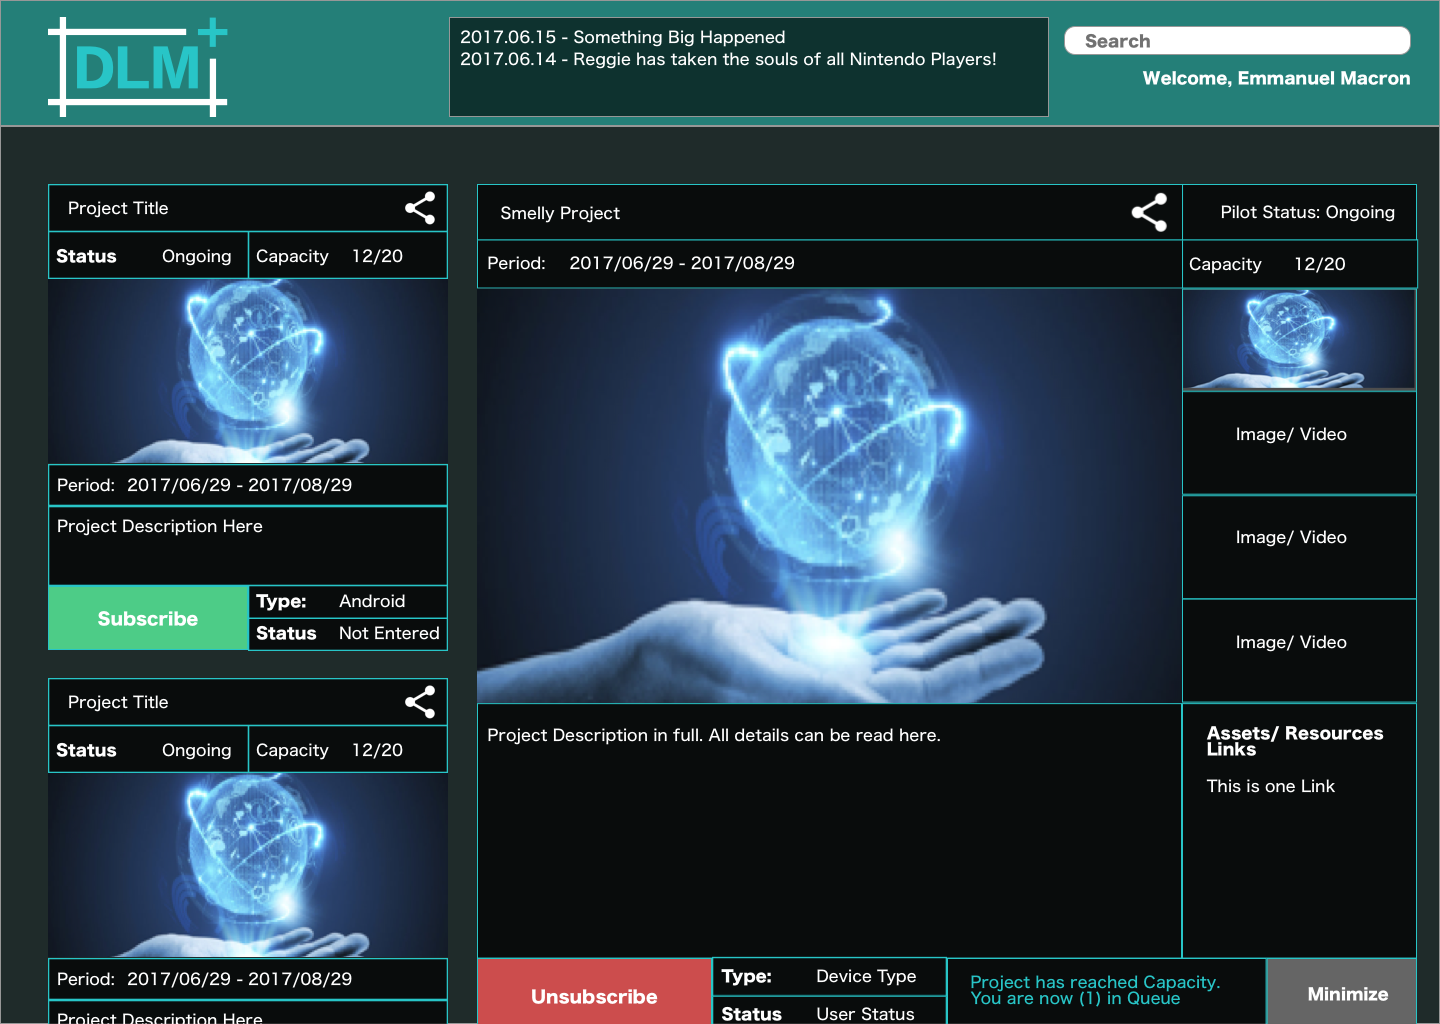 DLM+
2017.06.15 - Something Big Happened
2017.06.14 - Reggie has taken the souls of all Nintendo Players!
Search
Welcome, Emmanuel Macron
Project Title
Status Ongoing Capacity 12/20
Period: 2017/06/29 - 2017/08/29
Project Description Here
Subscribe
Type: Android
Status Not Entered
Project Title
Status Ongoing Capacity 12/20
Period: 2017/06/29 - 2017/08/29
Project Description Here
Smelly Project
Pilot Status: Ongoing
Period: 2017/06/29 - 2017/08/29
Capacity 12/20
Image/ Video
Image/ Video
Image/ Video
Project Description in full. All details can be read here.
Assets/ Resources
Links
This is one Link
Unsubscribe
Type: Device Type
Status User Status
Project has reached Capacity.
You are now (1) in Queue
Minimize